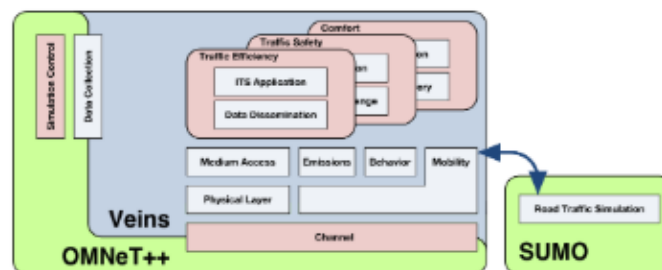 Comfort
Traffic Safety
Traffic Efficiency
ITS Application
Data Dissemination
Simulation Control
Data Collection
Medium Access
Emissions
Behavior
Mobility
Physical Layer
Veins
Channel
OMNeT++
Road Traffic Simulation
SUMO